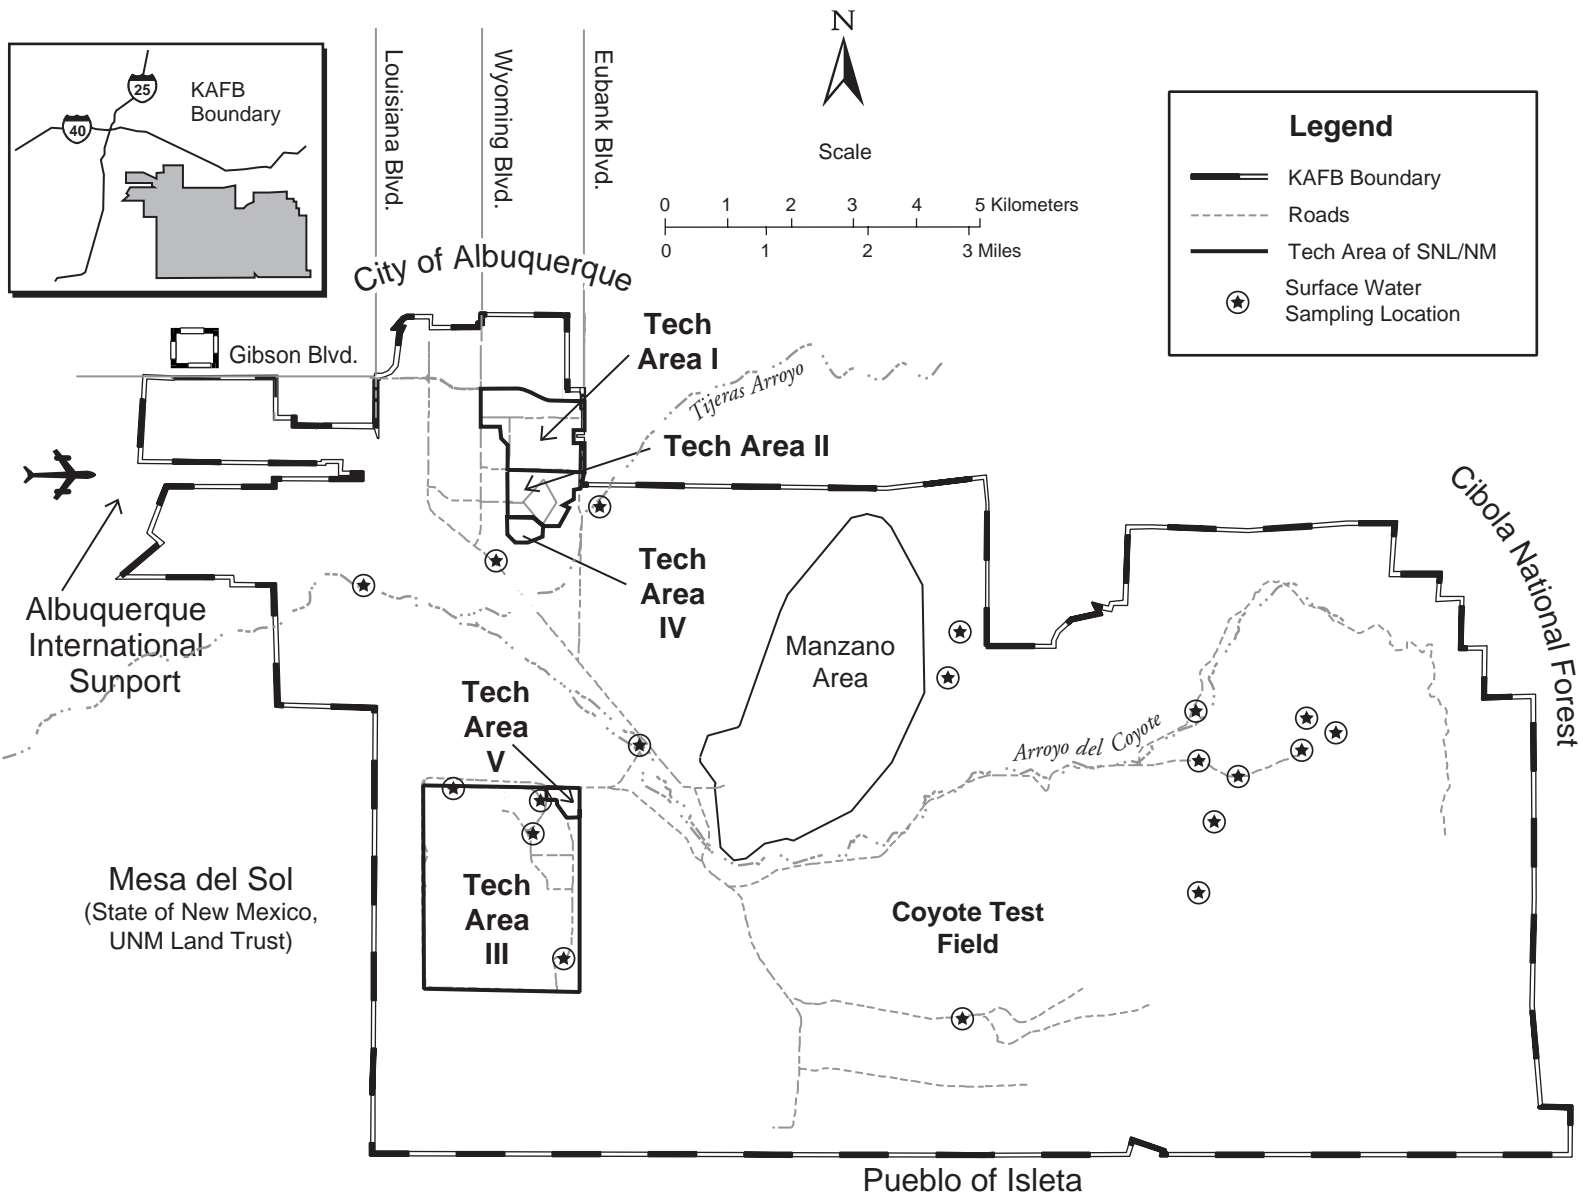 N
Scale
0 1 2 3 4 5 Kilometers
0 1 2 3 Miles
25
40
KAFB
Boundary
Louisiana Blvd.
Wyoming Blvd.
Eubank Blvd.
Legend
KAFB Boundary
Roads
Tech Area of SNL/NM
Surface Water
Sampling Location
City of Albuquerque
Gibson Blvd.
Tech
Area I
Tijeras Arroyo
Tech Area II
Cibola National Forest
Tech
Area
IV
Albuquerque
International
Sunport
Manzano
Area
Tech
Area
V
Arroyo del Coyote
Mesa del Sol
(State of New Mexico,
UNM Land Trust)
Tech
Area
III
Coyote Test
Field
Pueblo of Isleta